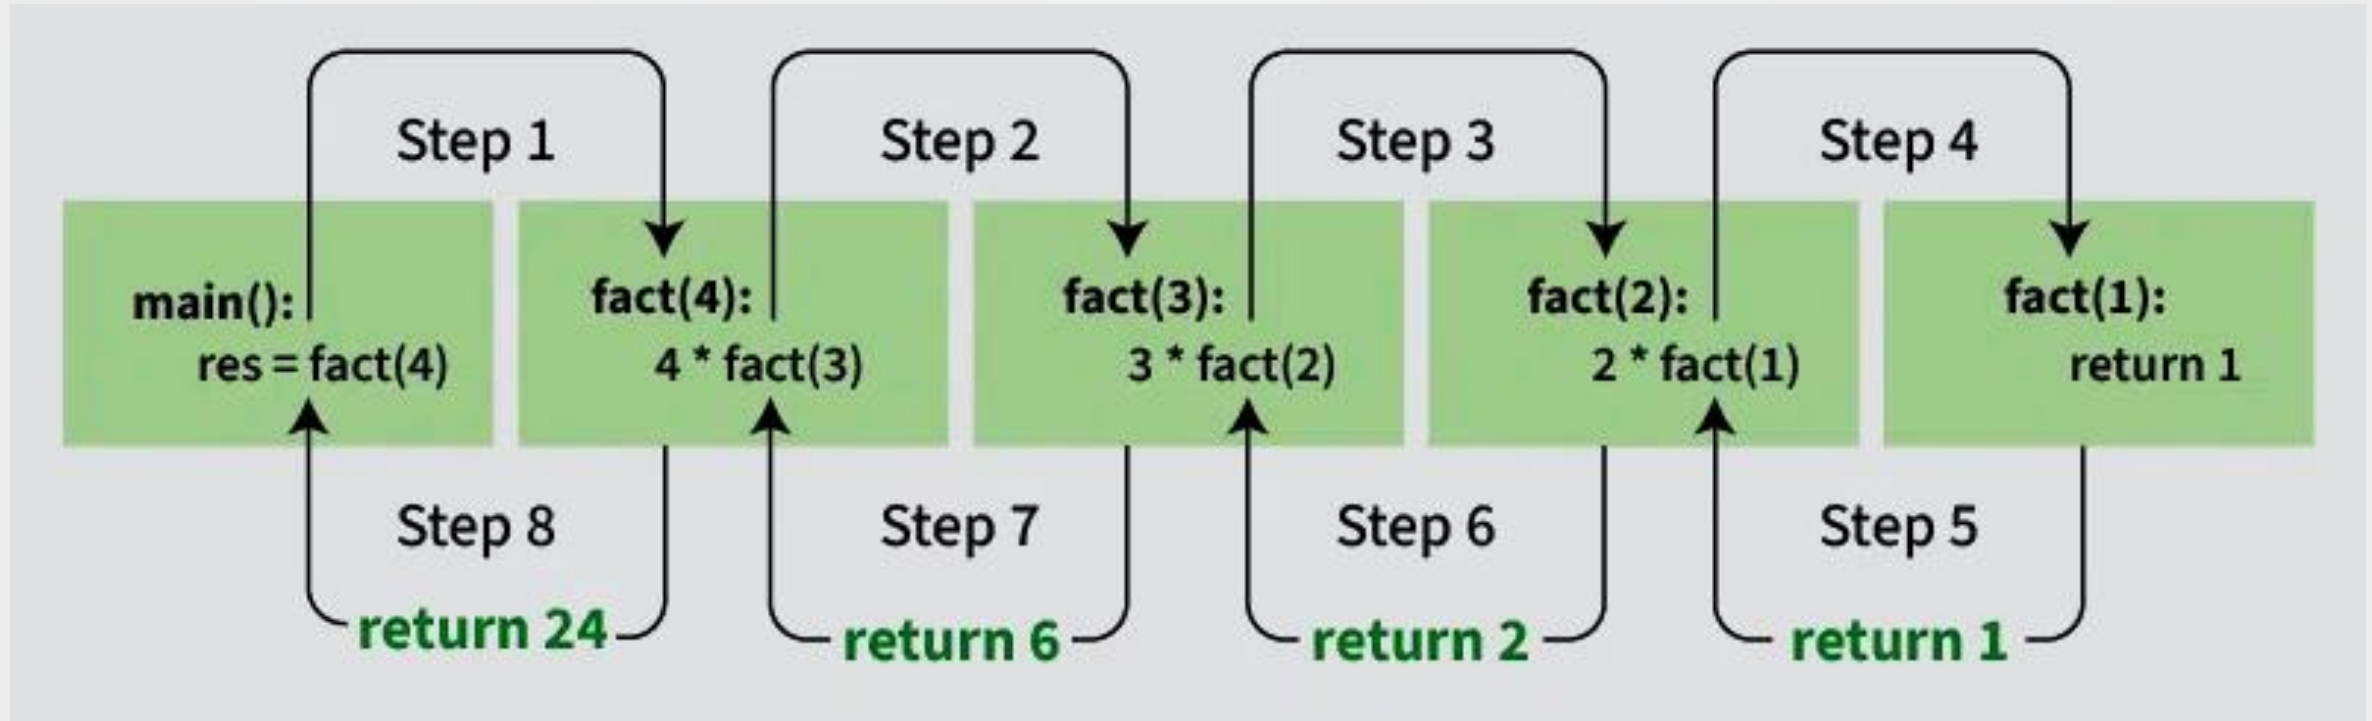 Step 1
Step 2
Step 3
Step 4
main():
res = fact(4)
fact(4):
4 * fact(3)
fact(3):
3 * fact(2)
fact(2):
2 * fact(1)
fact(1):
return 1
Step 8
Step 7
Step 6
Step 5
return 24
return 6
return 2
return 1